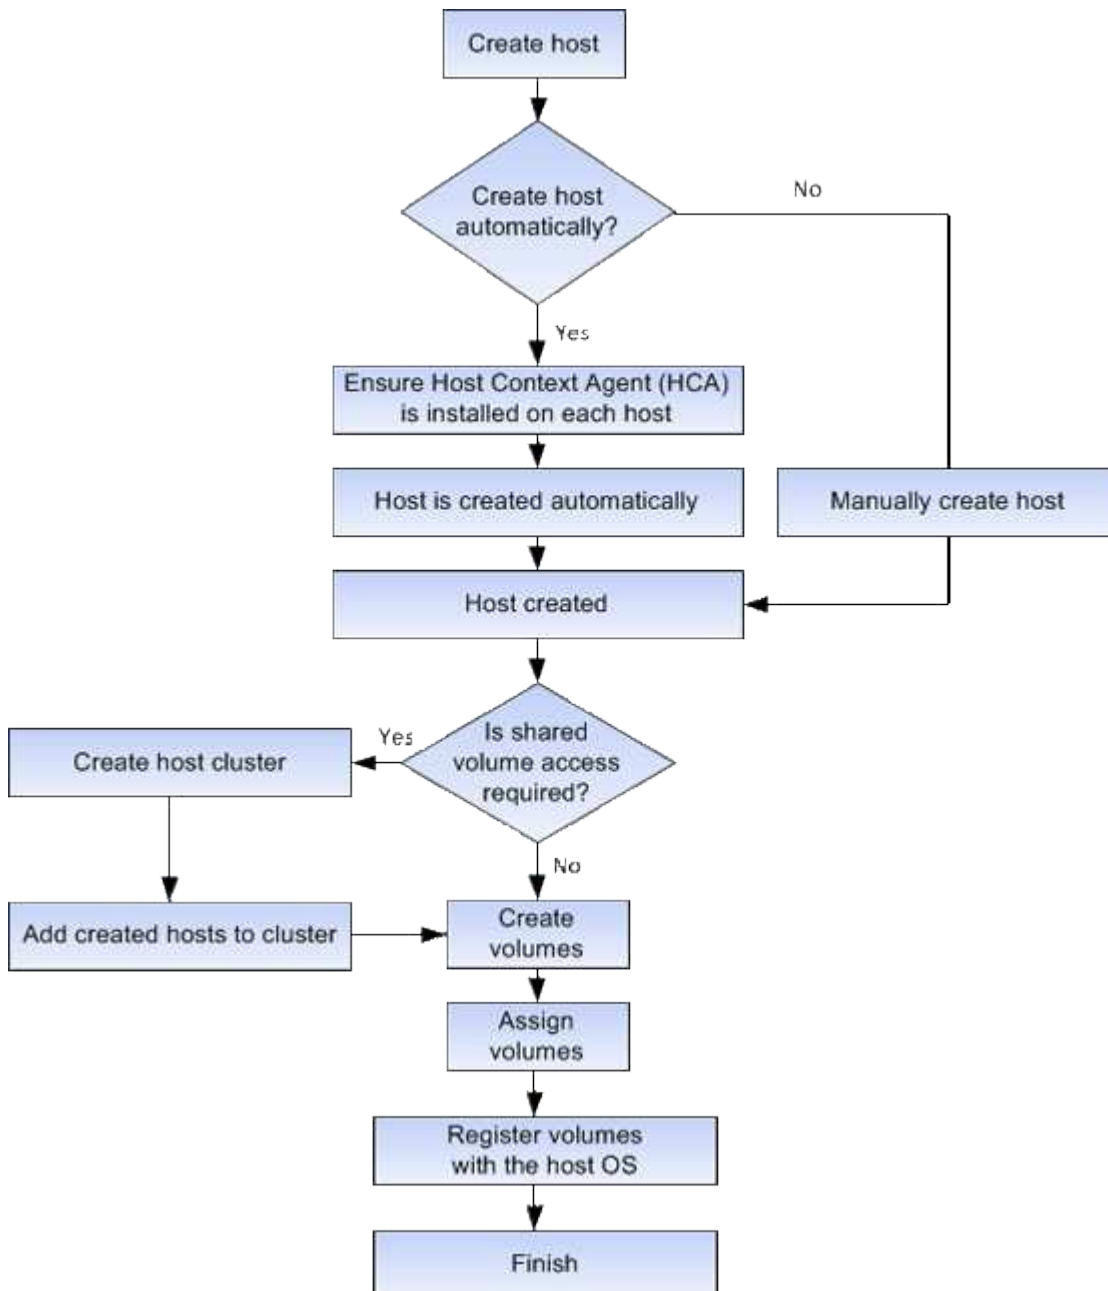 Create host
Create host
automatically?
No
Yes
Ensure Host Context Agent (HCA)
is installed on each host
Host is created automatically
Manually create host
Host created
Is shared
volume access
required?
Yes
Create host cluster
No
Add created hosts to cluster
Create
volumes
Assign
volumes
Register volumes
with the host OS
Finish